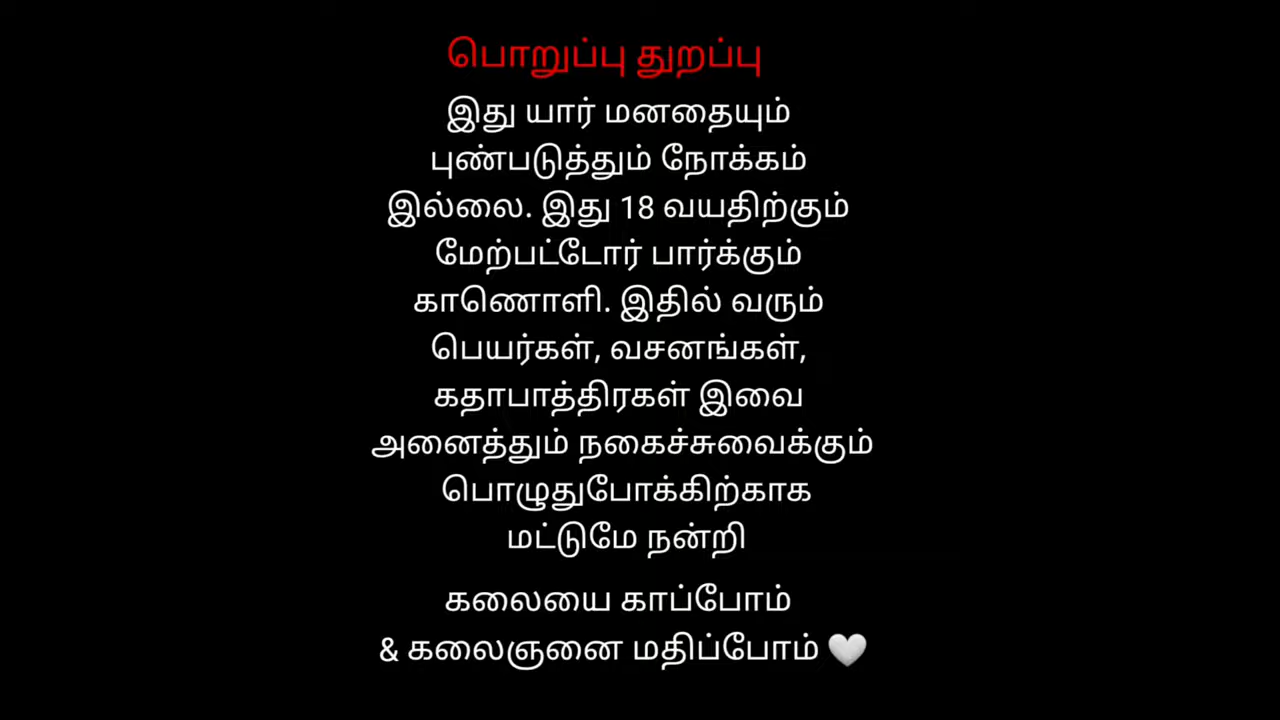 பொறுப்பு துறப்பு
இது யார் மனதையும்
புண்படுத்தும் நோக்கம்
இல்லை. இது 18 வயதிற்கும்
மேற்பட்டோர் பார்க்கும்
காணொளி. இதில் வரும்
பெயர்கள், வசனங்கள்,
கதாபாத்திரகள் இவை
அனைத்தும் நகைச்சுவைக்கும்
பொழுதுபோக்கிற்காக
மட்டுமே நன்றி
கலையை காப்போம்
& கலைஞனை மதிப்போம் 🤍